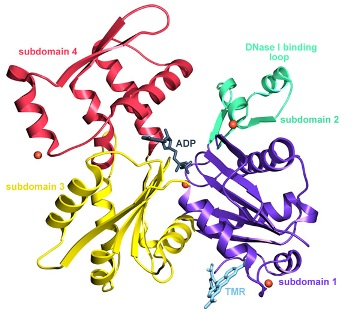 subdomain 4
DNase I binding
loop
subdomain 2
ADP
subdomain 3
subdomain 1
TMR